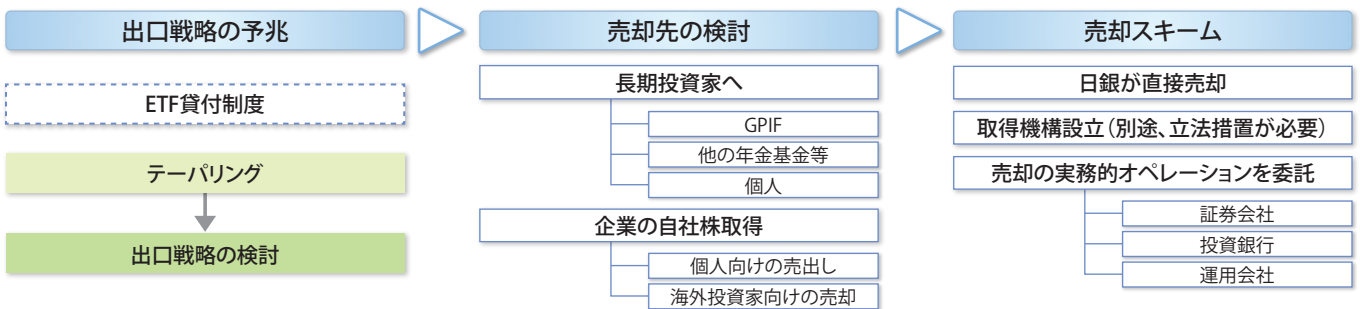 出口戦略の予兆
ETF貸付制度
テーパリング
出口戦略の検討
売却先の検討
長期投資家へ
GPIF
他の年金基金等
個人
企業の自社株取得
個人向けの売出し
海外投資家向けの売却
売却スキーム
日銀が直接売却
取得機構設立(別途、立法措置が必要)
売却の実務的オペレーションを委託
証券会社
投資銀行
運用会社